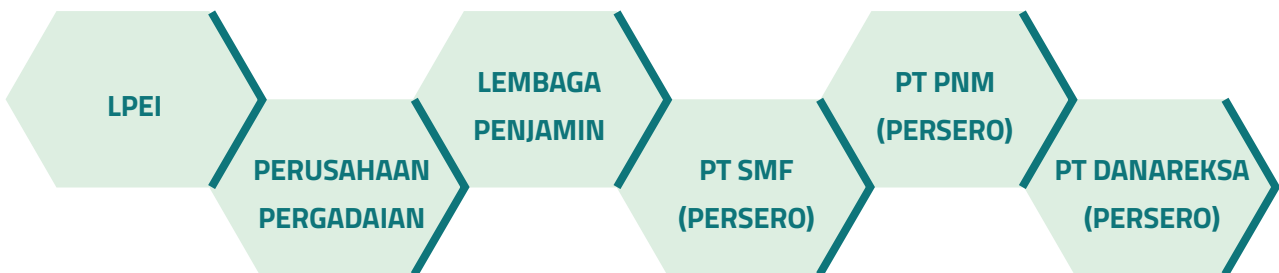 LPEI
PERUSAHAAN
PERGADAIAN
LEMBAGA
PENJAMIN
PT SMF
(PERSERO)
PT PNM
(PERSERO)
PT DANAREKSA
(PERSERO)